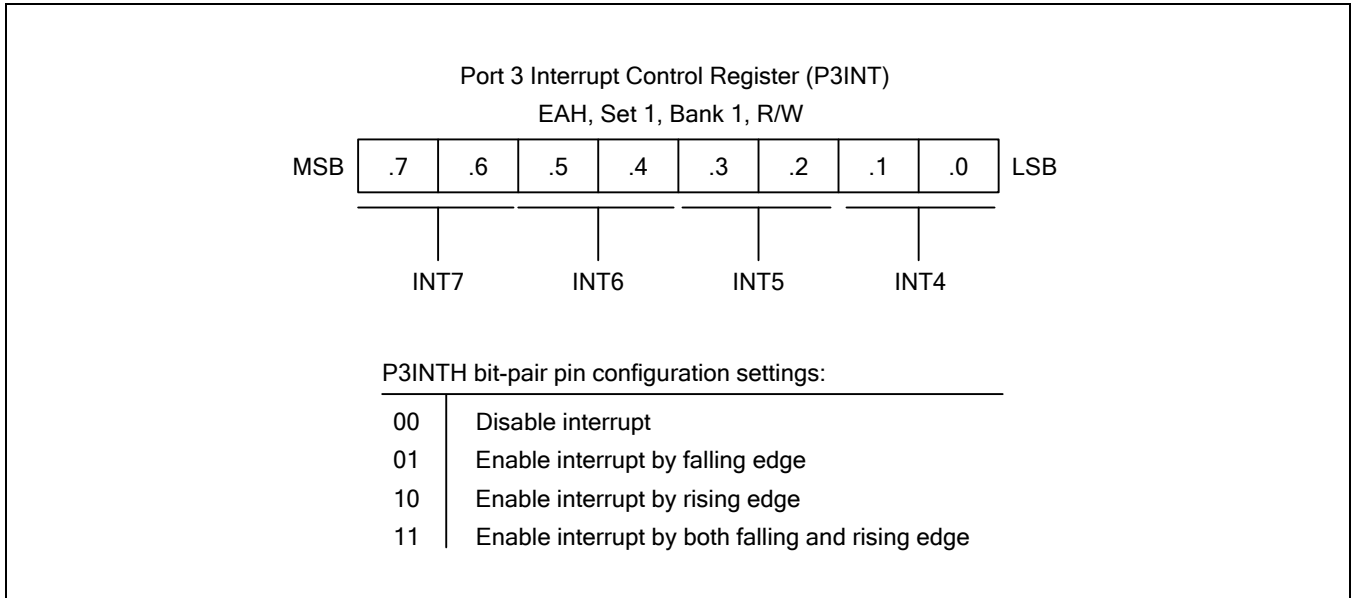 Port 3 Interrupt Control Register (P3INT)
EAH, Set 1, Bank 1, R/W
MSB .7 .6 .5 .4 .3 .2 .1 .0 LSB
INT7 INT6 INT5 INT4
P3INTH bit-pair pin configuration settings:
00 Disable interrupt
01 Enable interrupt by falling edge
10 Enable interrupt by rising edge
11 Enable interrupt by both falling and rising edge